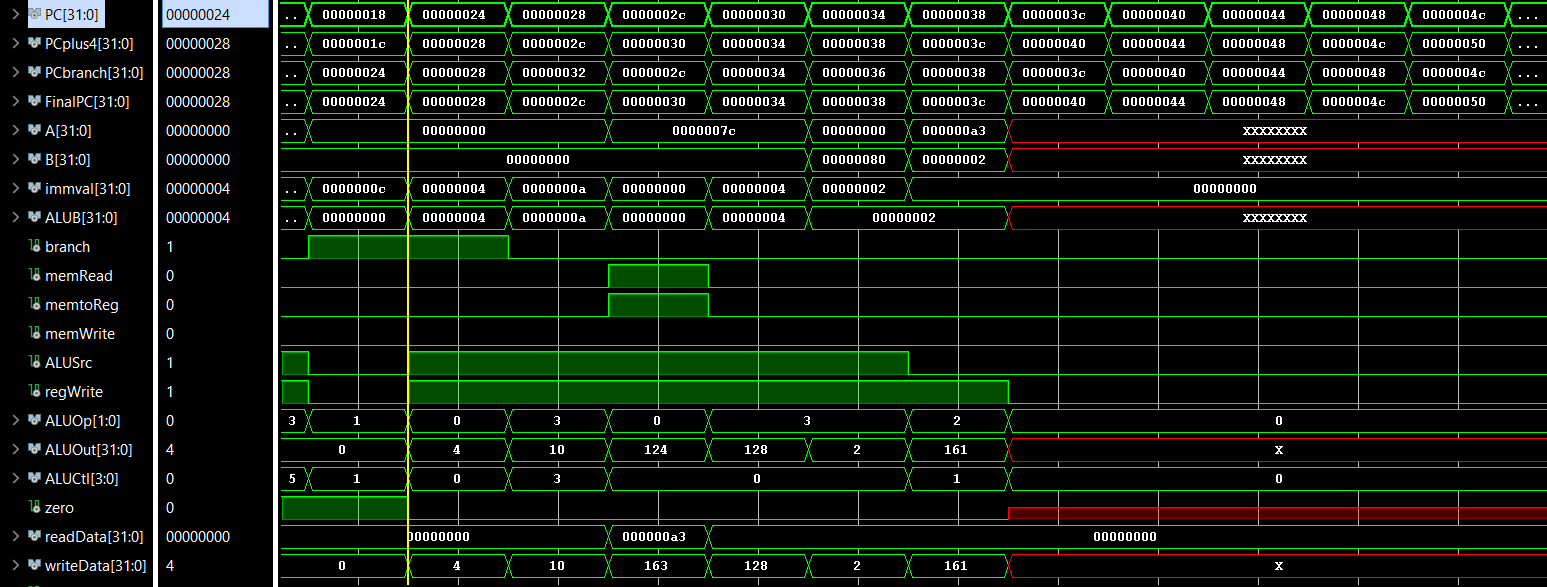 PC[31:0] 00000024 .. 00000018 00000024 00000028 0000002c 00000030 00000034 00000038 0000003c 00000040 00000044 00000048 0000004c ...
PCplus4[31:0] 00000028 .. 0000001c 00000028 0000002c 00000030 00000034 00000038 0000003c 00000040 00000044 00000048 0000004c 00000050 ...
PCbranch[31:0] 00000028 .. 00000024 00000028 00000032 0000002c 00000034 00000036 00000038 0000003c 00000040 00000044 00000048 0000004c ...
FinalPC[31:0] 00000028 .. 00000024 00000028 0000002c 00000030 00000034 00000038 0000003c 00000040 00000044 00000048 0000004c 00000050 ...
A[31:0] 00000000 .. 00000000 0000007c 00000000 000000a3 XXXXXXXX
B[31:0] 00000000 00000000 00000080 00000002 XXXXXXXX
immval[31:0] 00000004 .. 0000000c 00000004 0000000a 00000000 00000004 00000002 00000000
ALUB[31:0] 00000004 .. 00000000 00000004 0000000a 00000000 00000004 00000002 XXXXXXXX
branch 1
memRead 0
memtoReg 0
memWrite 0
ALUSrc 1
regWrite 1
ALUOp[1:0] 0 3 1 0 3 0 3 2 0
ALUOut[31:0] 4 0 4 10 124 128 2 161 X
ALUCtl[3:0] 0 5 1 0 3 0 1 0
zero 0
readData[31:0] 00000000 00000000 000000a3 00000000
writeData[31:0] 4 0 4 10 163 128 2 161 X